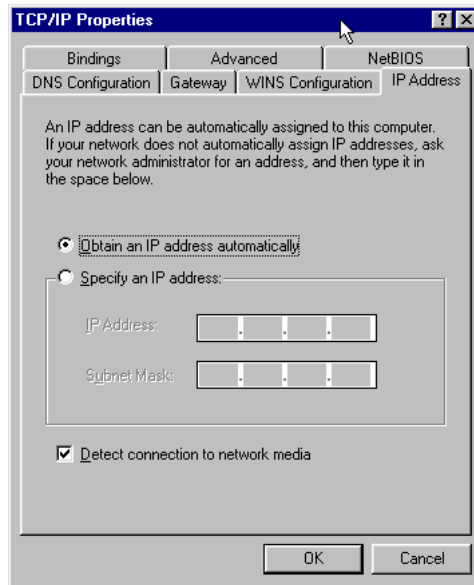 TCP/IP Properties
Bindings Advanced NetBIOS
DNS Configuration Gateway WINS Configuration IP Address
An IP address can be automatically assigned to this computer.
If your network does not automatically assign IP addresses, ask
your network administrator for an address, and then type it in
the space below.
Obtain an IP address automatically
Specify an IP address:
IP Address:
Subnet Mask:
Detect connection to network media
OK Cancel